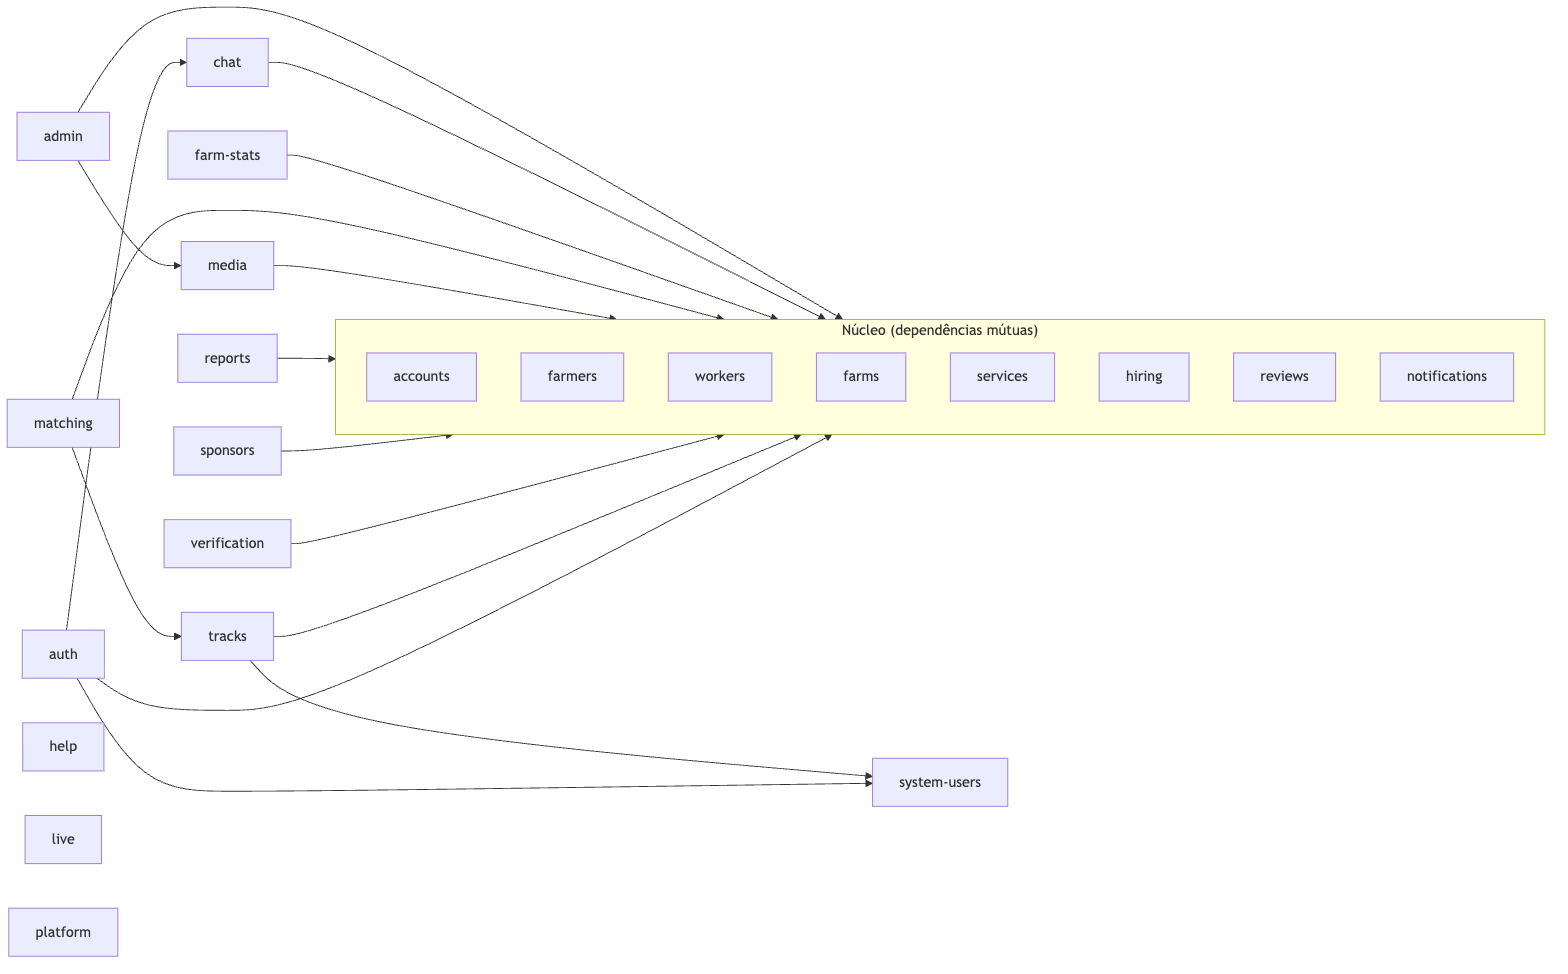 chat
admin
farm-stats
media
reports
Núcleo (dependências mútuas)
accounts
farmers
workers
farms
services
hiring
reviews
notifications
matching
sponsors
verification
tracks
auth
help
system-users
live
platform